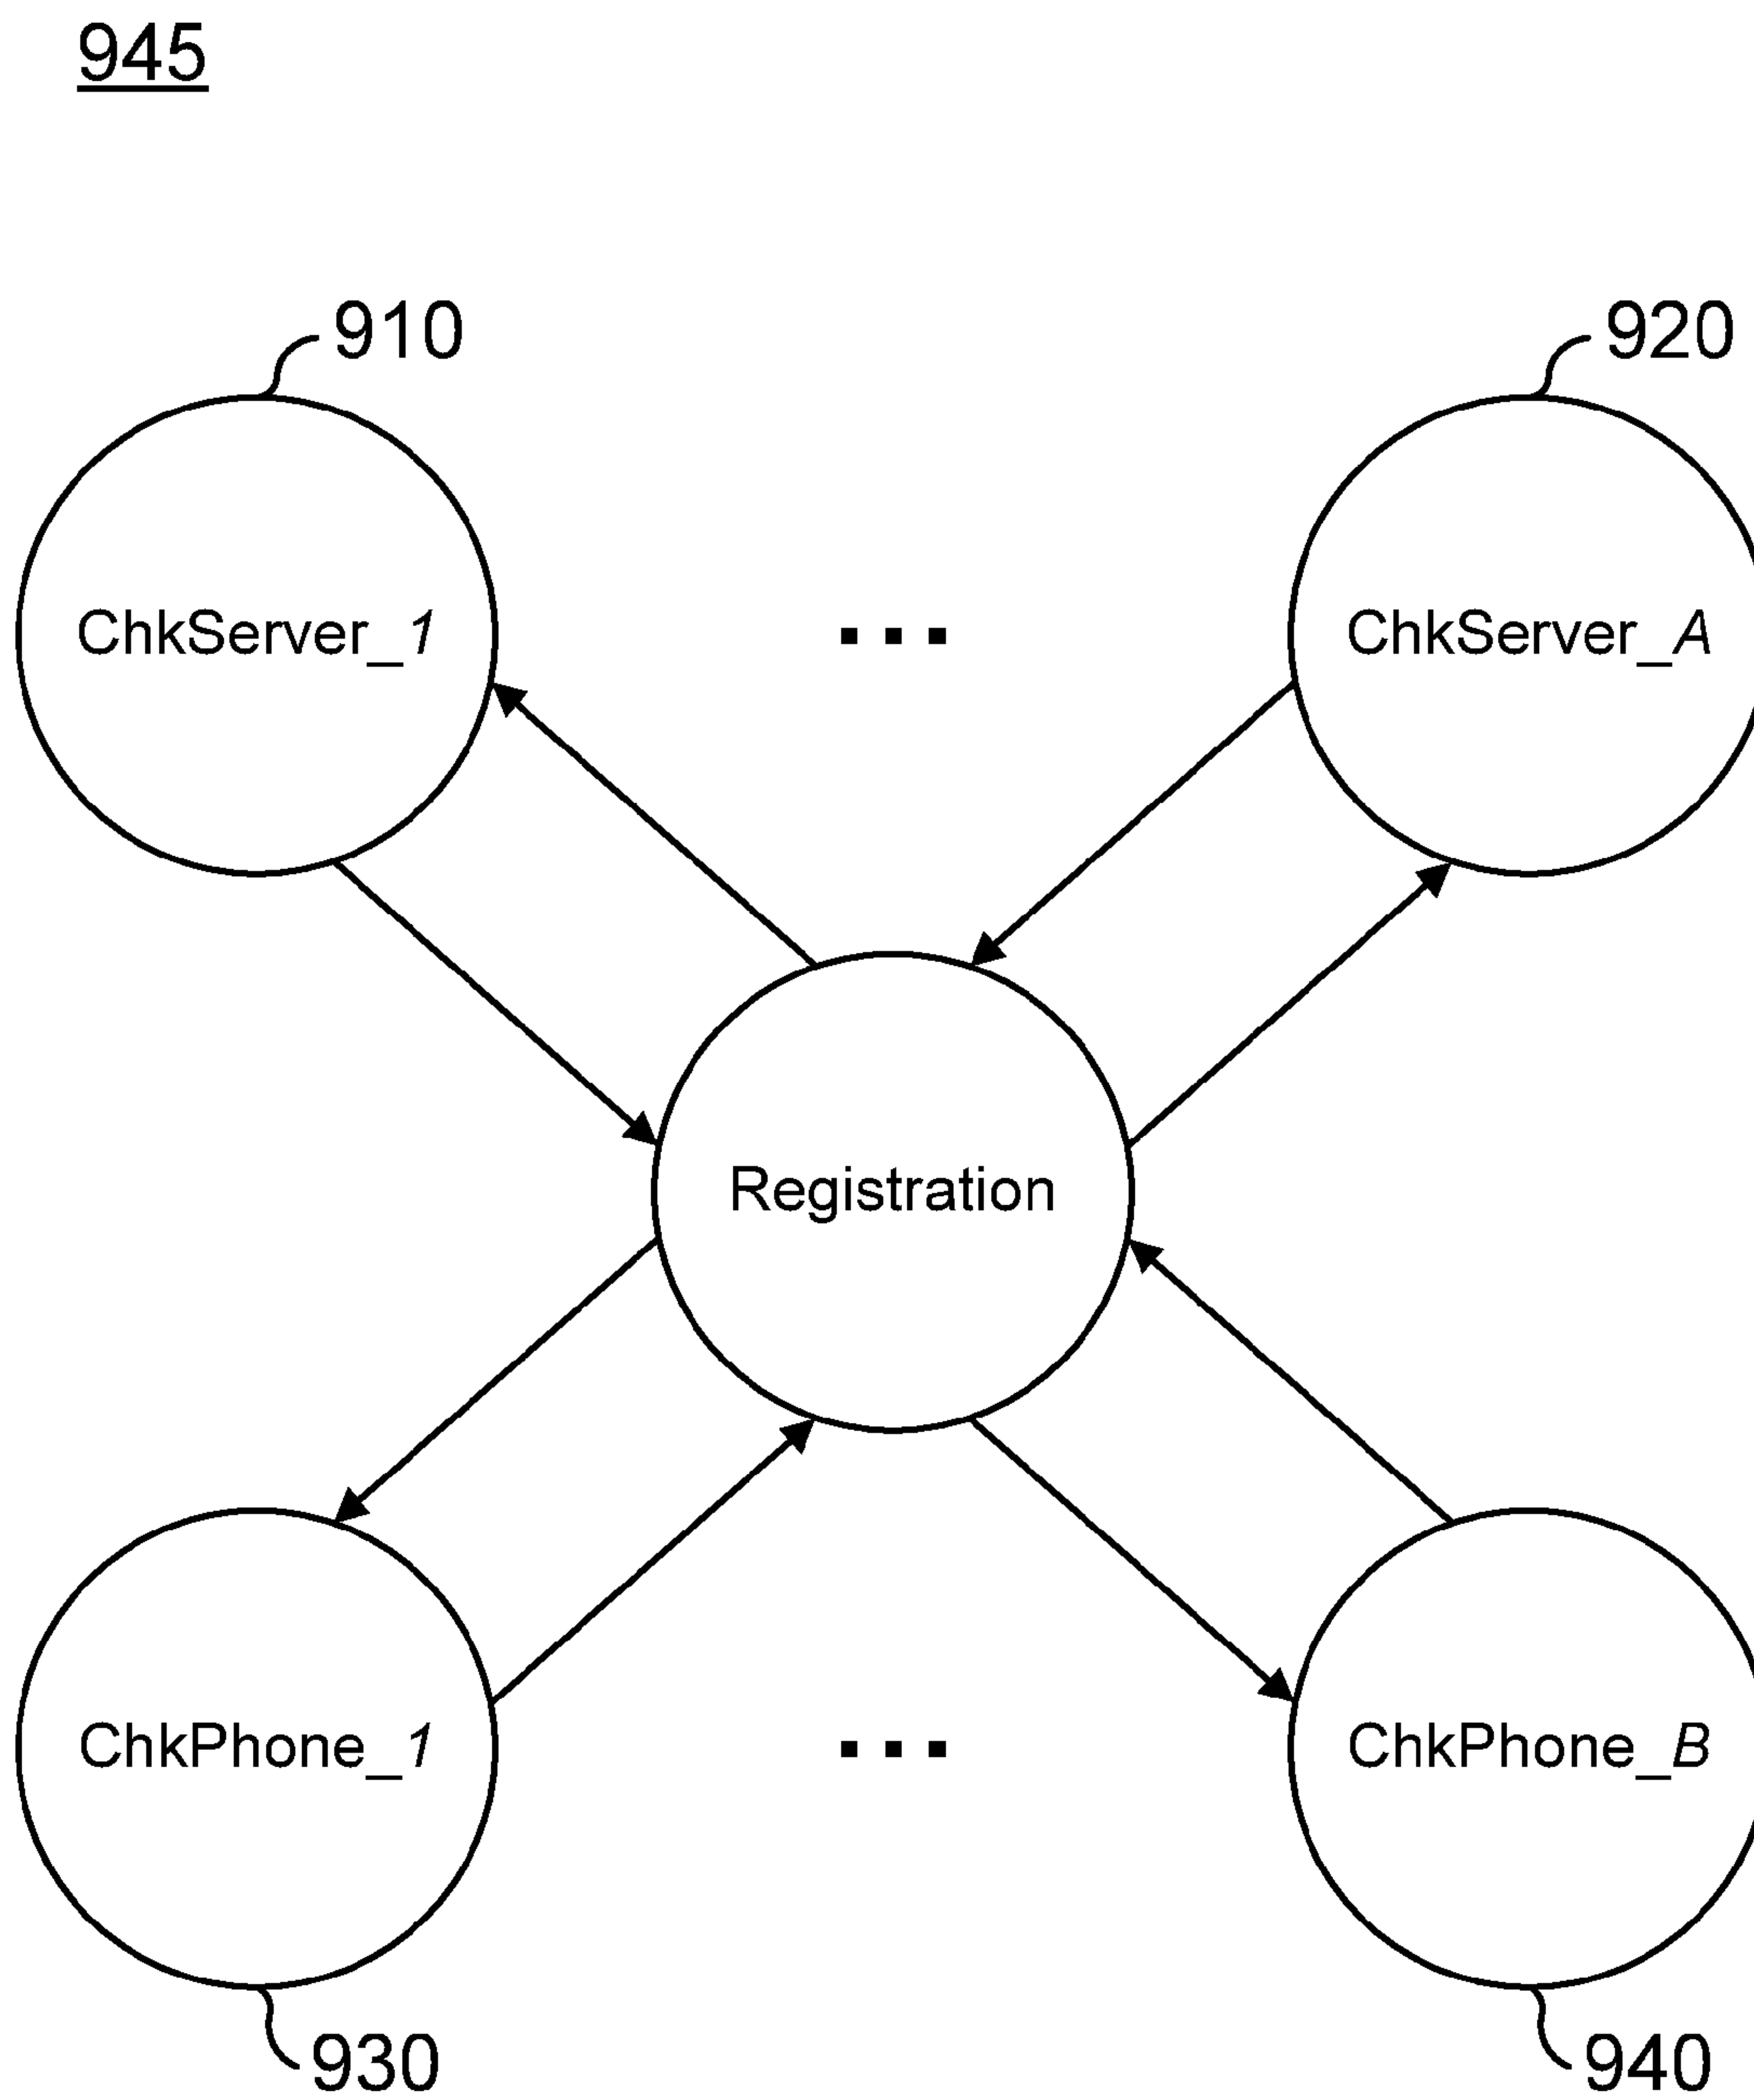 945
910
920
ChkServer_1
...
ChkServer_A
Registration
ChkPhone_1
...
ChkPhone_B
930
940